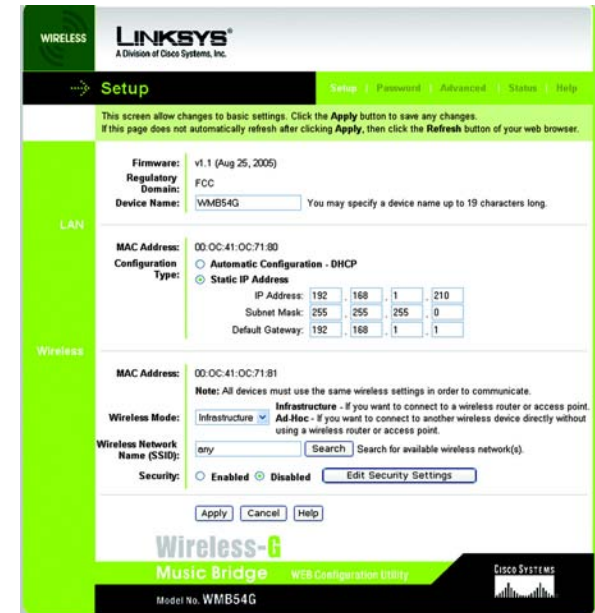 WIRELESS
LINKSYS®
A Division of Cisco Systems, Inc.
Setup
Setup | Password | Advanced | Status | Help
This screen allow changes to basic settings. Click the Apply button to save any changes.
If this page does not automatically refresh after clicking Apply, then click the Refresh button of your web browser.
Firmware: v1.1 (Aug 25, 2005)
Regulatory Domain: FCC
Device Name: WMB54G You may specify a device name up to 19 characters long.
LAN
MAC Address: 00:0C:41:0C:71:80
Configuration Type: Automatic Configuration - DHCP
Static IP Address
IP Address: 192 . 168 . 1 . 210
Subnet Mask: 255 . 255 . 255 . 0
Default Gateway: 192 . 168 . 1 . 1
Wireless
MAC Address: 00:0C:41:0C:71:81
Note: All devices must use the same wireless settings in order to communicate.
Wireless Mode: Infrastructure
Infrastructure - If you want to connect to a wireless router or access point.
Ad-Hoc - If you want to connect to another wireless device directly without
using a wireless router or access point.
Wireless Network Name (SSID): any Search Search for available wireless network(s).
Security: Enabled Disabled Edit Security Settings
Apply Cancel Help
Wireless-G
Music Bridge WEB Configuration Utility
CISCO SYSTEMS
Model No. WMB54G